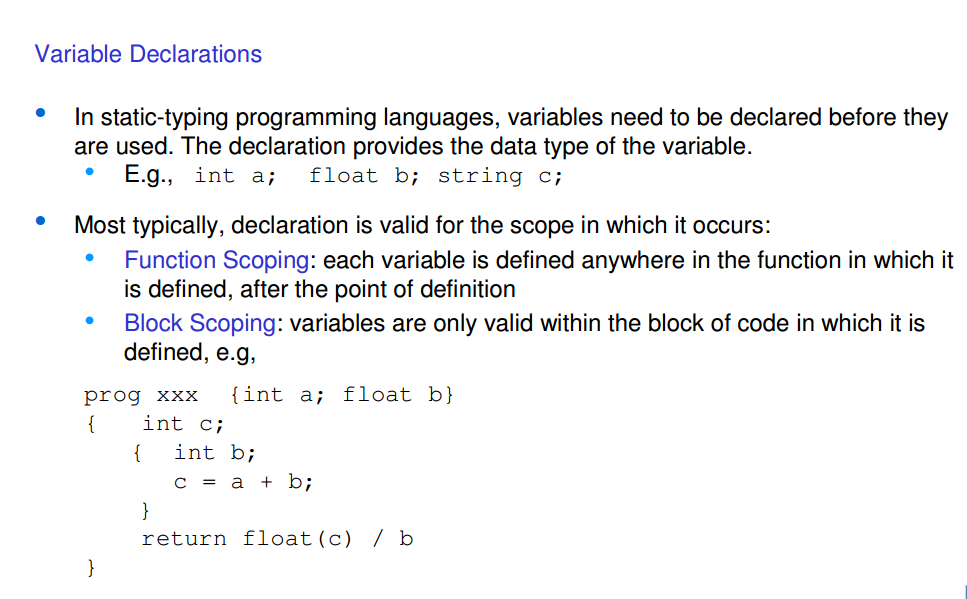 Variable Declarations
• In static-typing programming languages, variables need to be declared before they
are used. The declaration provides the data type of the variable.
• E.g., int a; float b; string c;
• Most typically, declaration is valid for the scope in which it occurs:
• Function Scoping: each variable is defined anywhere in the function in which it
is defined, after the point of definition
• Block Scoping: variables are only valid within the block of code in which it is
defined, e.g,
prog xxx {int a; float b}
{ int c;
{ int b;
c = a + b;
}
return float(c) / b
}